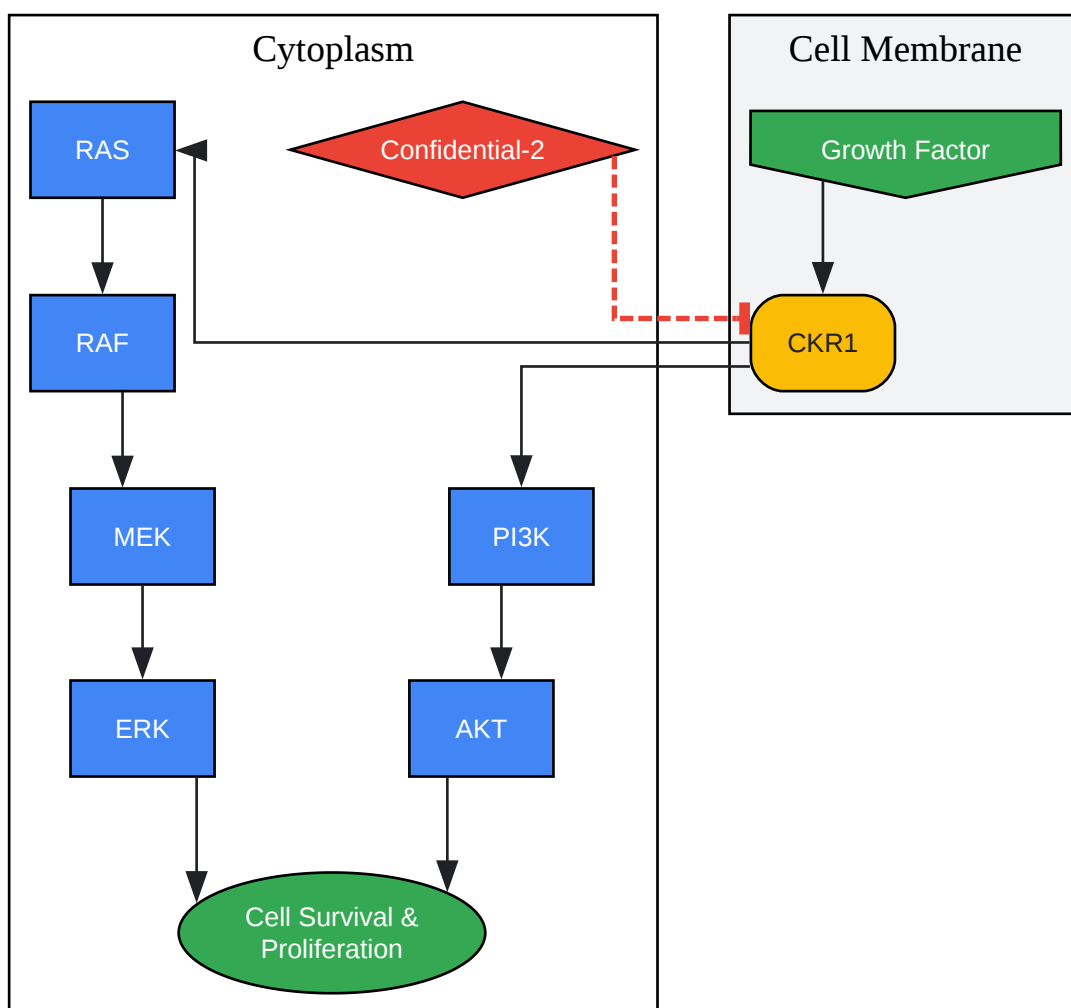 Cytoplasm
Cell Membrane
RAS
Confidential-2
Growth Factor
RAF
CKR1
MEK
PI3K
ERK
AKT
Cell Survival &
Proliferation